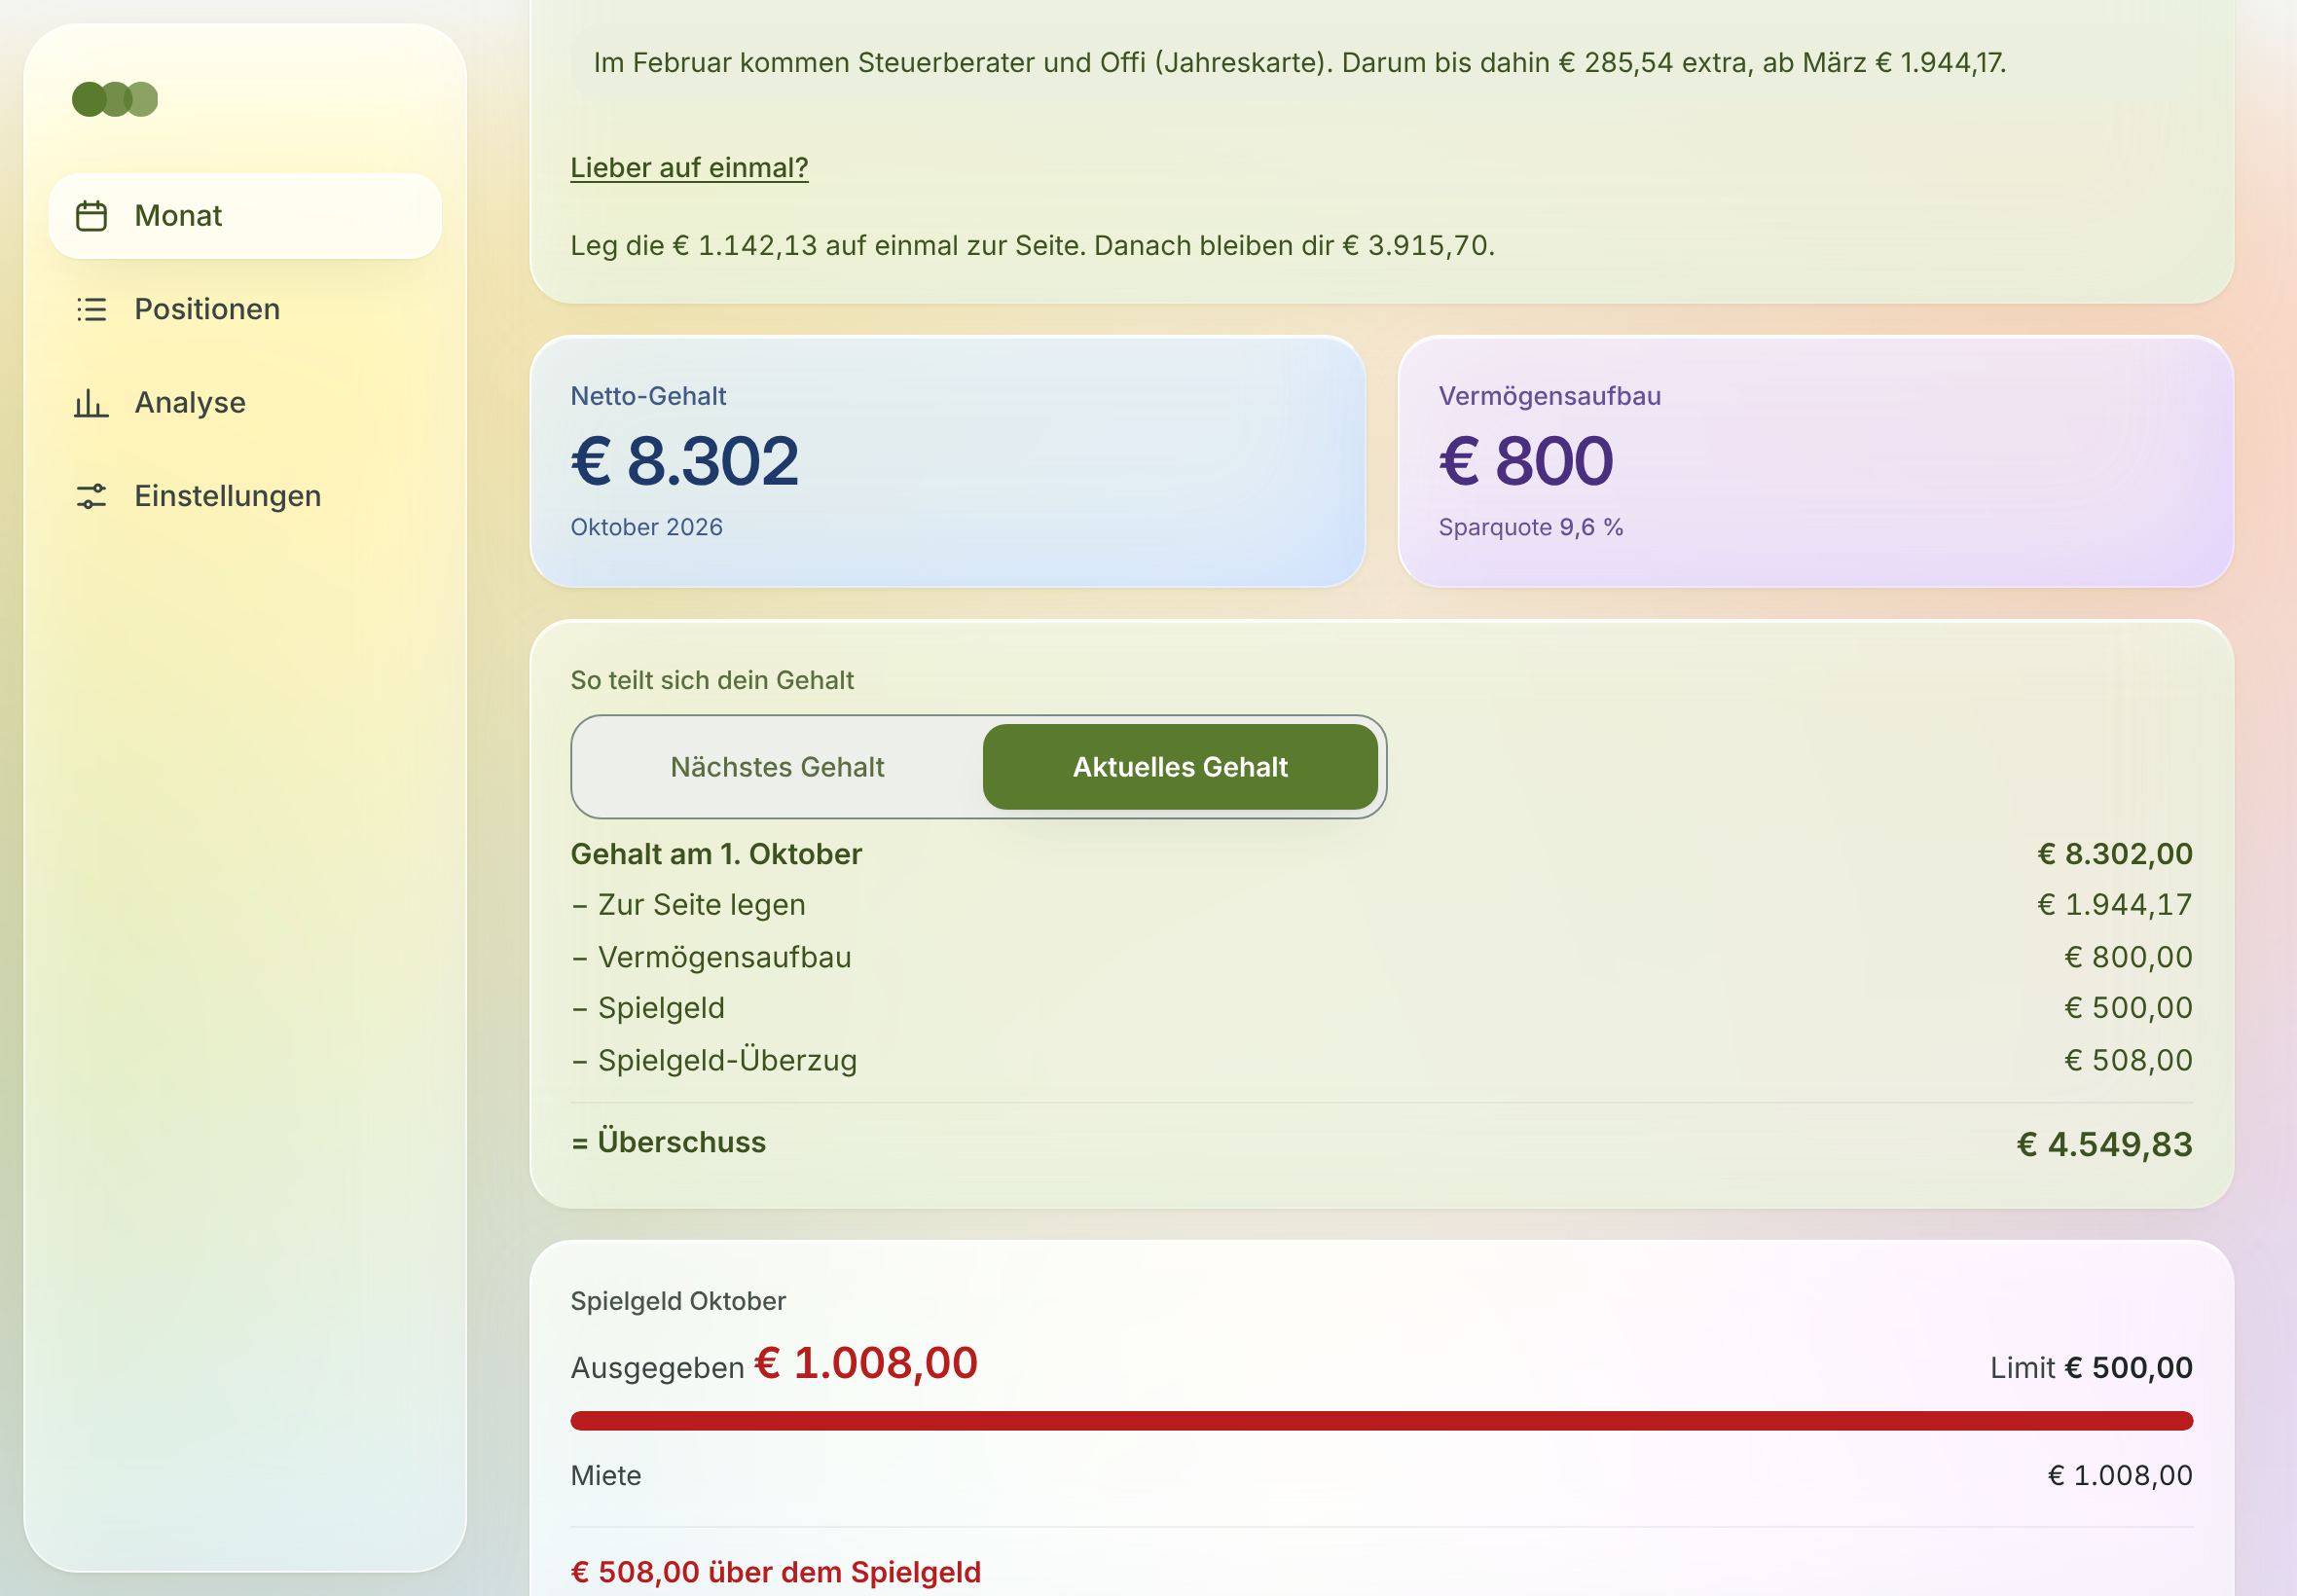 Im Februar kommen Steuerberater und Offi (Jahreskarte). Darum bis dahin € 285,54 extra, ab März € 1.944,17.
Lieber auf einmal?
Leg die € 1.142,13 auf einmal zur Seite. Danach bleiben dir € 3.915,70.
Monat
Positionen
Analyse
Einstellungen
Netto-Gehalt
€ 8.302
Oktober 2026
Vermögensaufbau
€ 800
Sparquote 9,6 %
So teilt sich dein Gehalt
Nächstes Gehalt
Aktuelles Gehalt
Gehalt am 1. Oktober € 8.302,00
– Zur Seite legen € 1.944,17
– Vermögensaufbau € 800,00
– Spielgeld € 500,00
– Spielgeld-Überzug € 508,00
= Überschuss € 4.549,83
Spielgeld Oktober
Ausgegeben € 1.008,00 Limit € 500,00
Miete € 1.008,00
€ 508,00 über dem Spielgeld